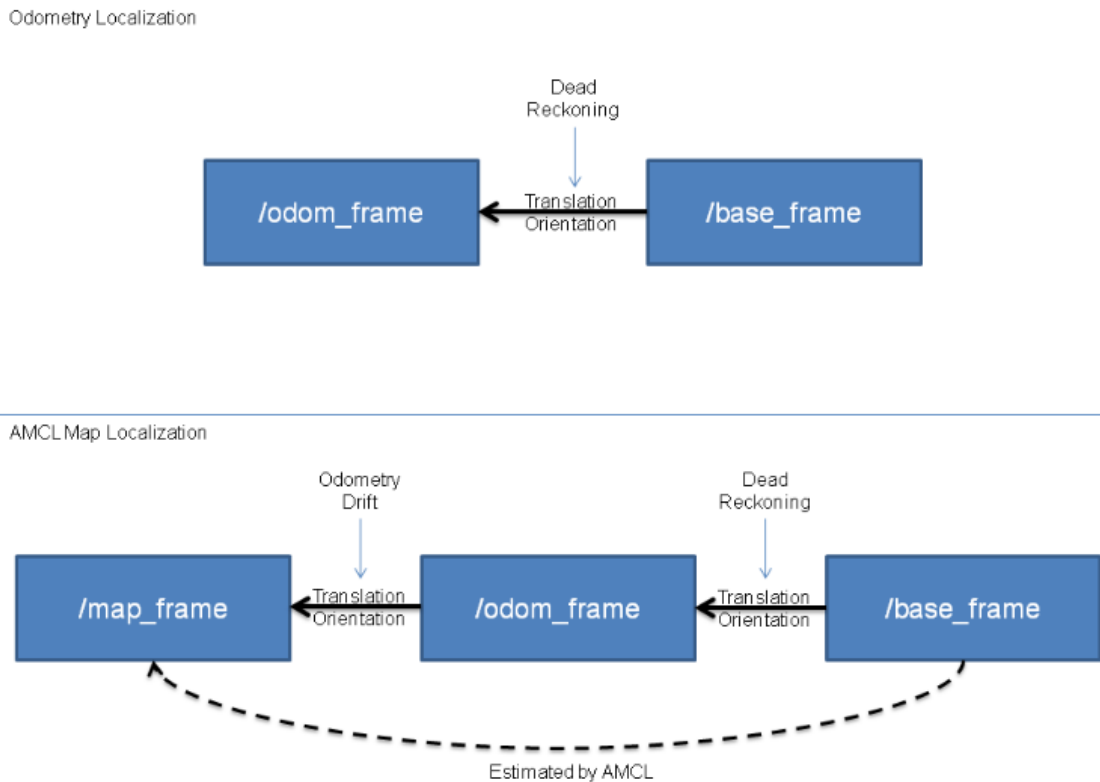 Odometry Localization
Dead
Reckoning
/odom_frame
Translation
Orientation
/base_frame
AMCL Map Localization
Odometry
Drift
Dead
Reckoning
/map_frame
Translation
Orientation
/odom_frame
Translation
Orientation
/base_frame
Estimated by AMCL